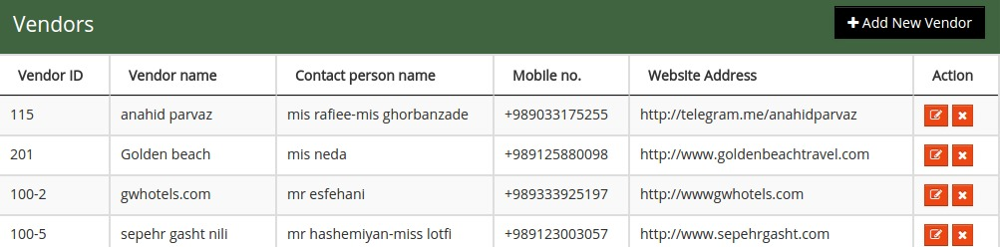 Vendors
Add New Vendor
Vendor ID Vendor name Contact person name Mobile no. Website Address Action
115 anahid parvaz mis rafiee-mis ghorbanzade +989033175255 http://telegram.me/anahidparvaz
201 Golden beach mis neda +989125880098 http://www.goldenbeachtravel.com
100-2 gwhotels.com mr esfehani +989333925197 http://wwwgwhotels.com
100-5 sepehr gasht nili mr hashemiyan-miss lotfi +989123003057 http://www.sepehrgasht.com